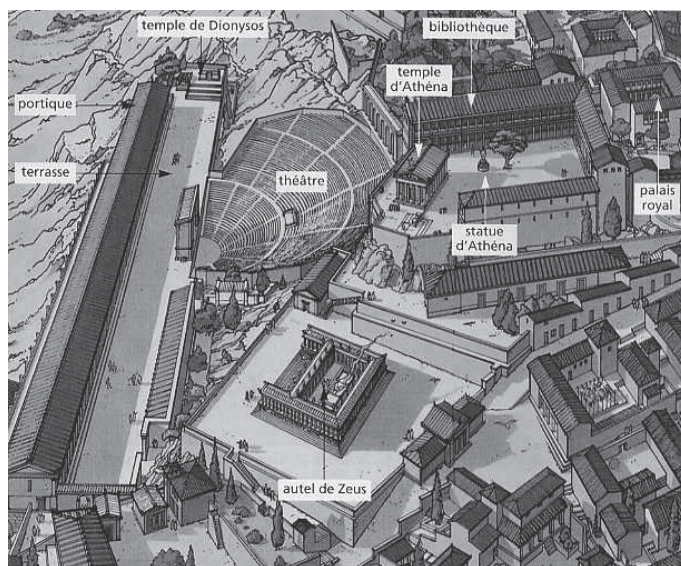 temple de Dionysos
bibliothèque
temple
d'Athéna
portique
terrasse
théâtre
palais
royal
statue
d'Athéna
autel de Zeus